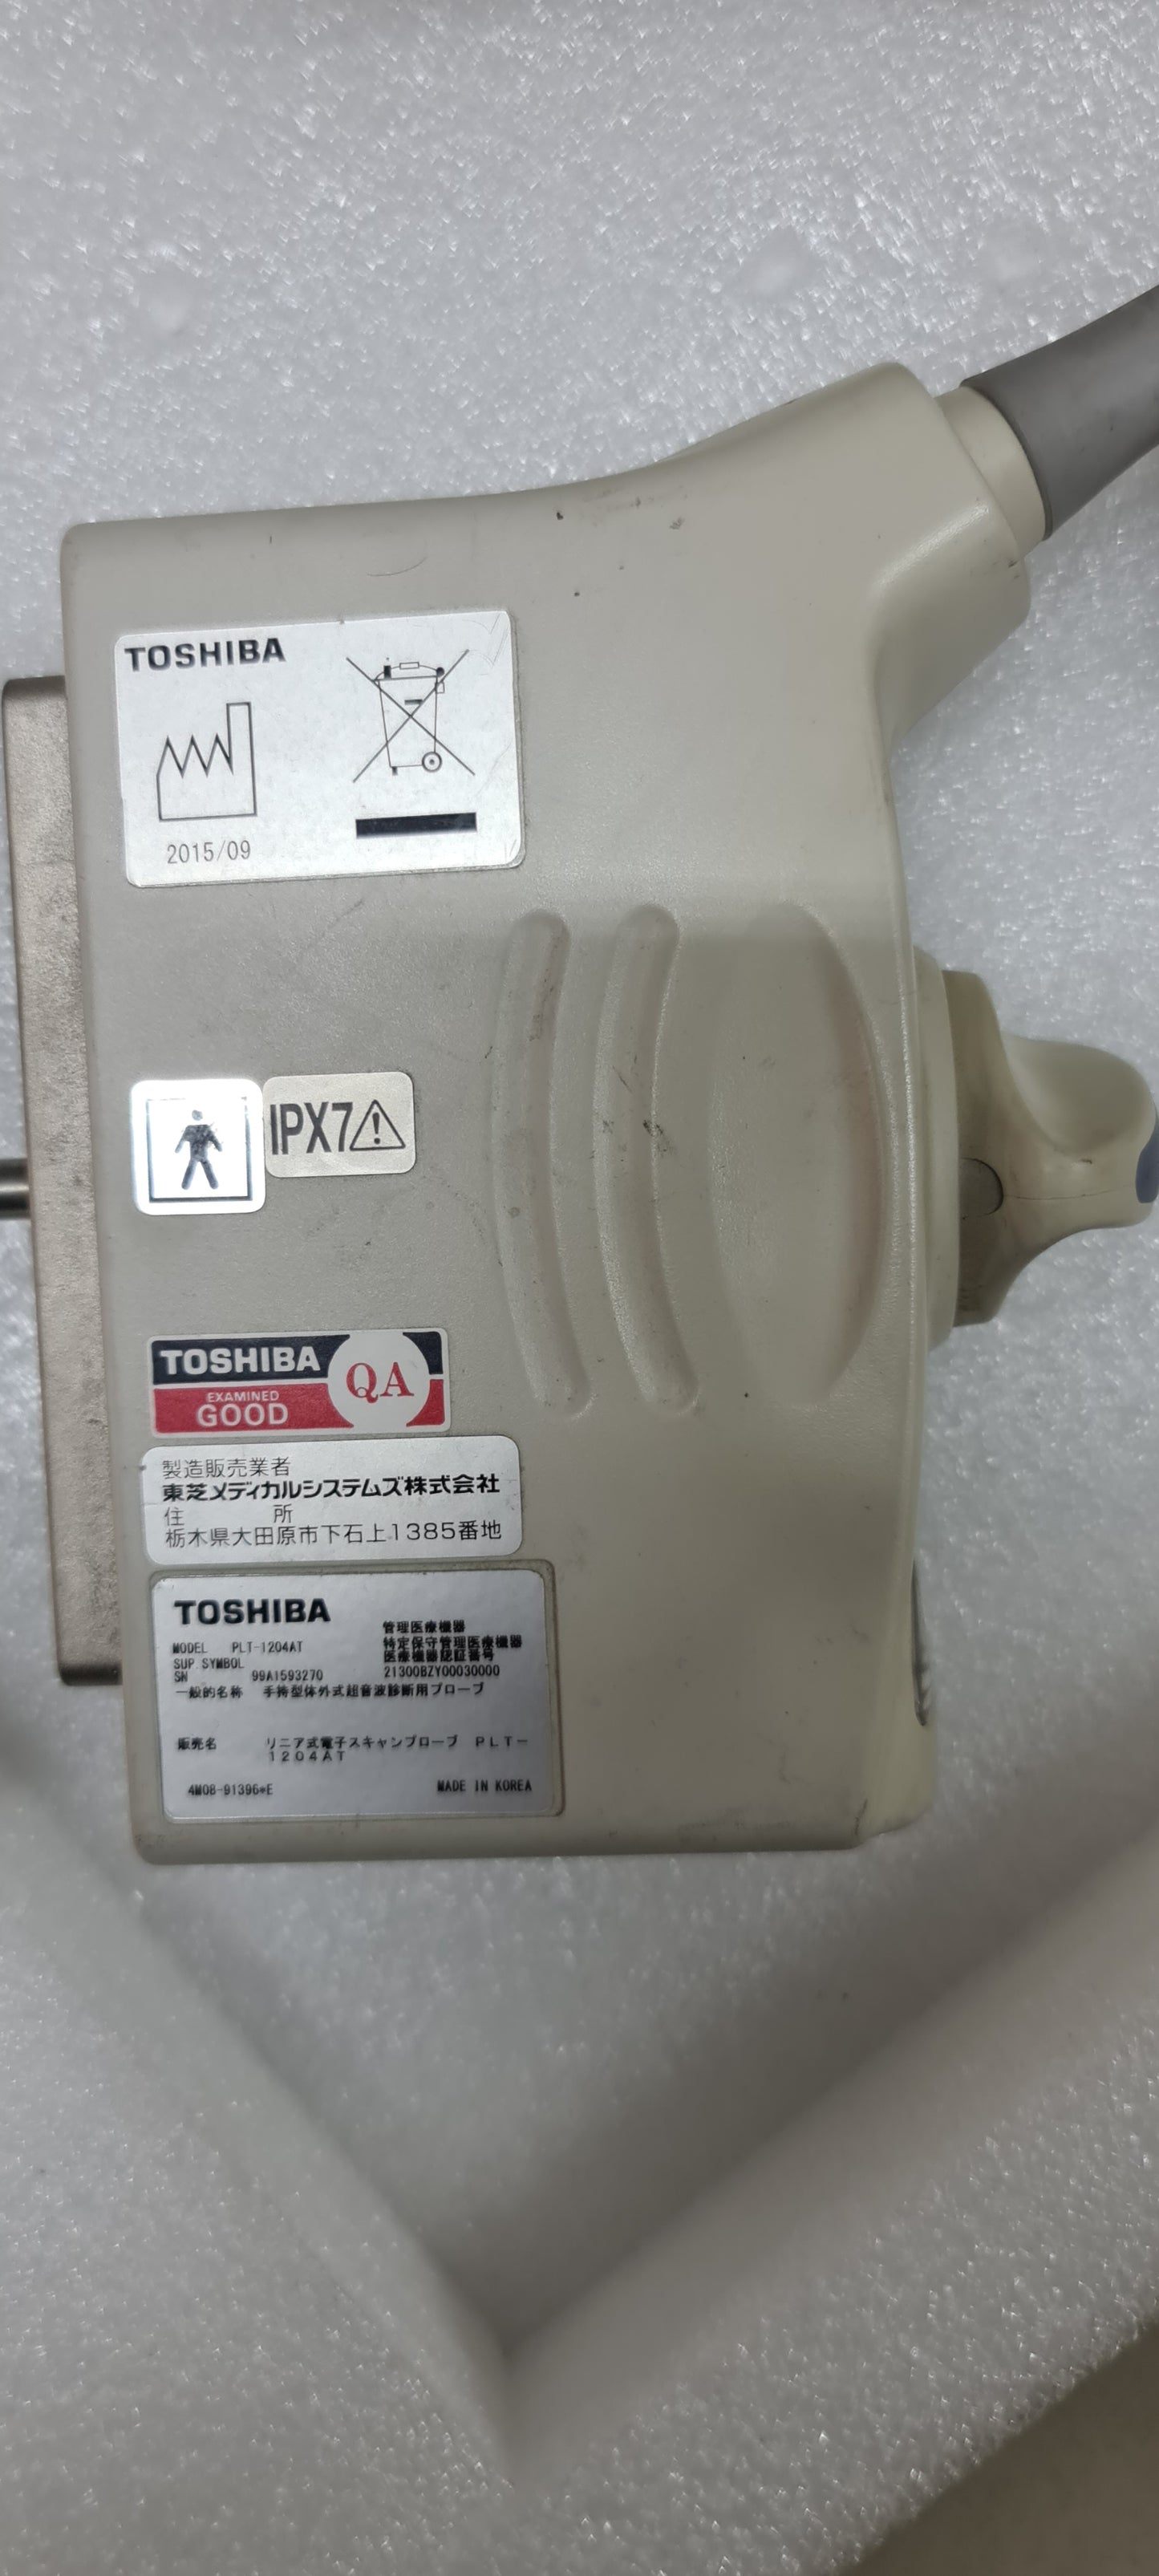 TOSHIBA
2015/09
IPX7
TOSHIBA
EXAMINED
GOOD
QA
製造販売業者
東芝メディカルシステムズ株式会社
住 所
栃木県大田原市下石上1385番地
TOSHIBA
管理医療機器
MODEL PLT-1204AT
特定保守管理医療機器
SUP.SYMBOL
医療機器認証番号
SN 99A1593270
21300BZY00030000
一般的名称 手持型体外式超音波診断用プローブ
販売名 リニア式電子スキャンプローブ PLT-
1204AT
4M08-91396*E MADE IN KOREA